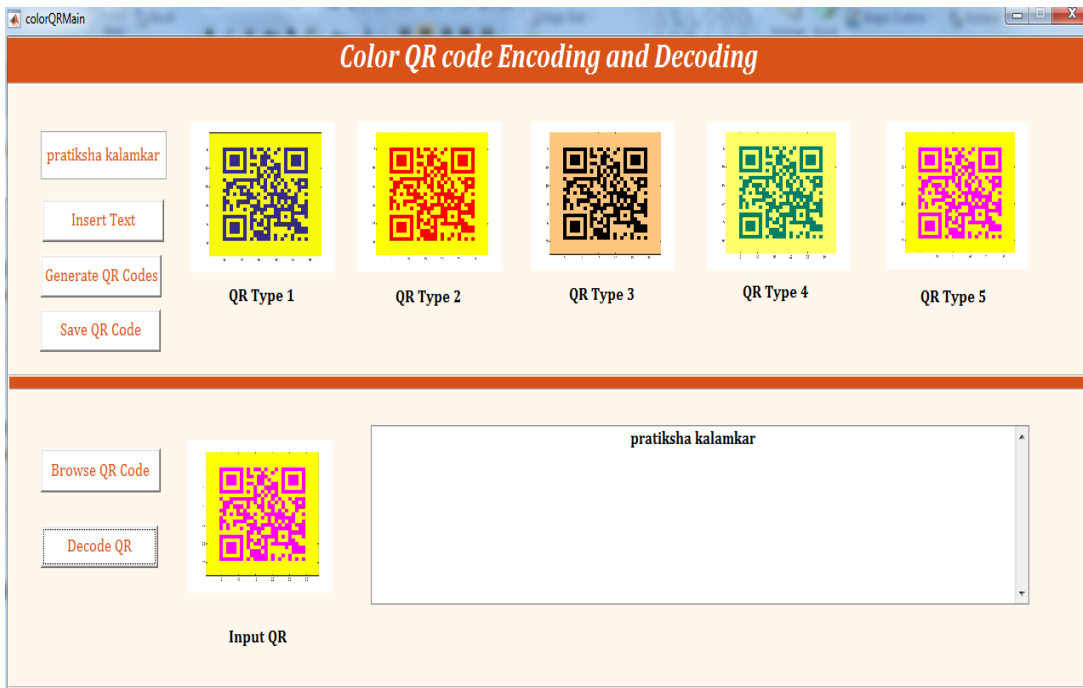 colorQRMain
Color QR code Encoding and Decoding
pratiksha kalamkar
Insert Text
Generate QR Codes
Save QR Code
QR Type 1
QR Type 2
QR Type 3
QR Type 4
QR Type 5
Browse QR Code
Decode QR
Input QR
pratiksha kalamkar